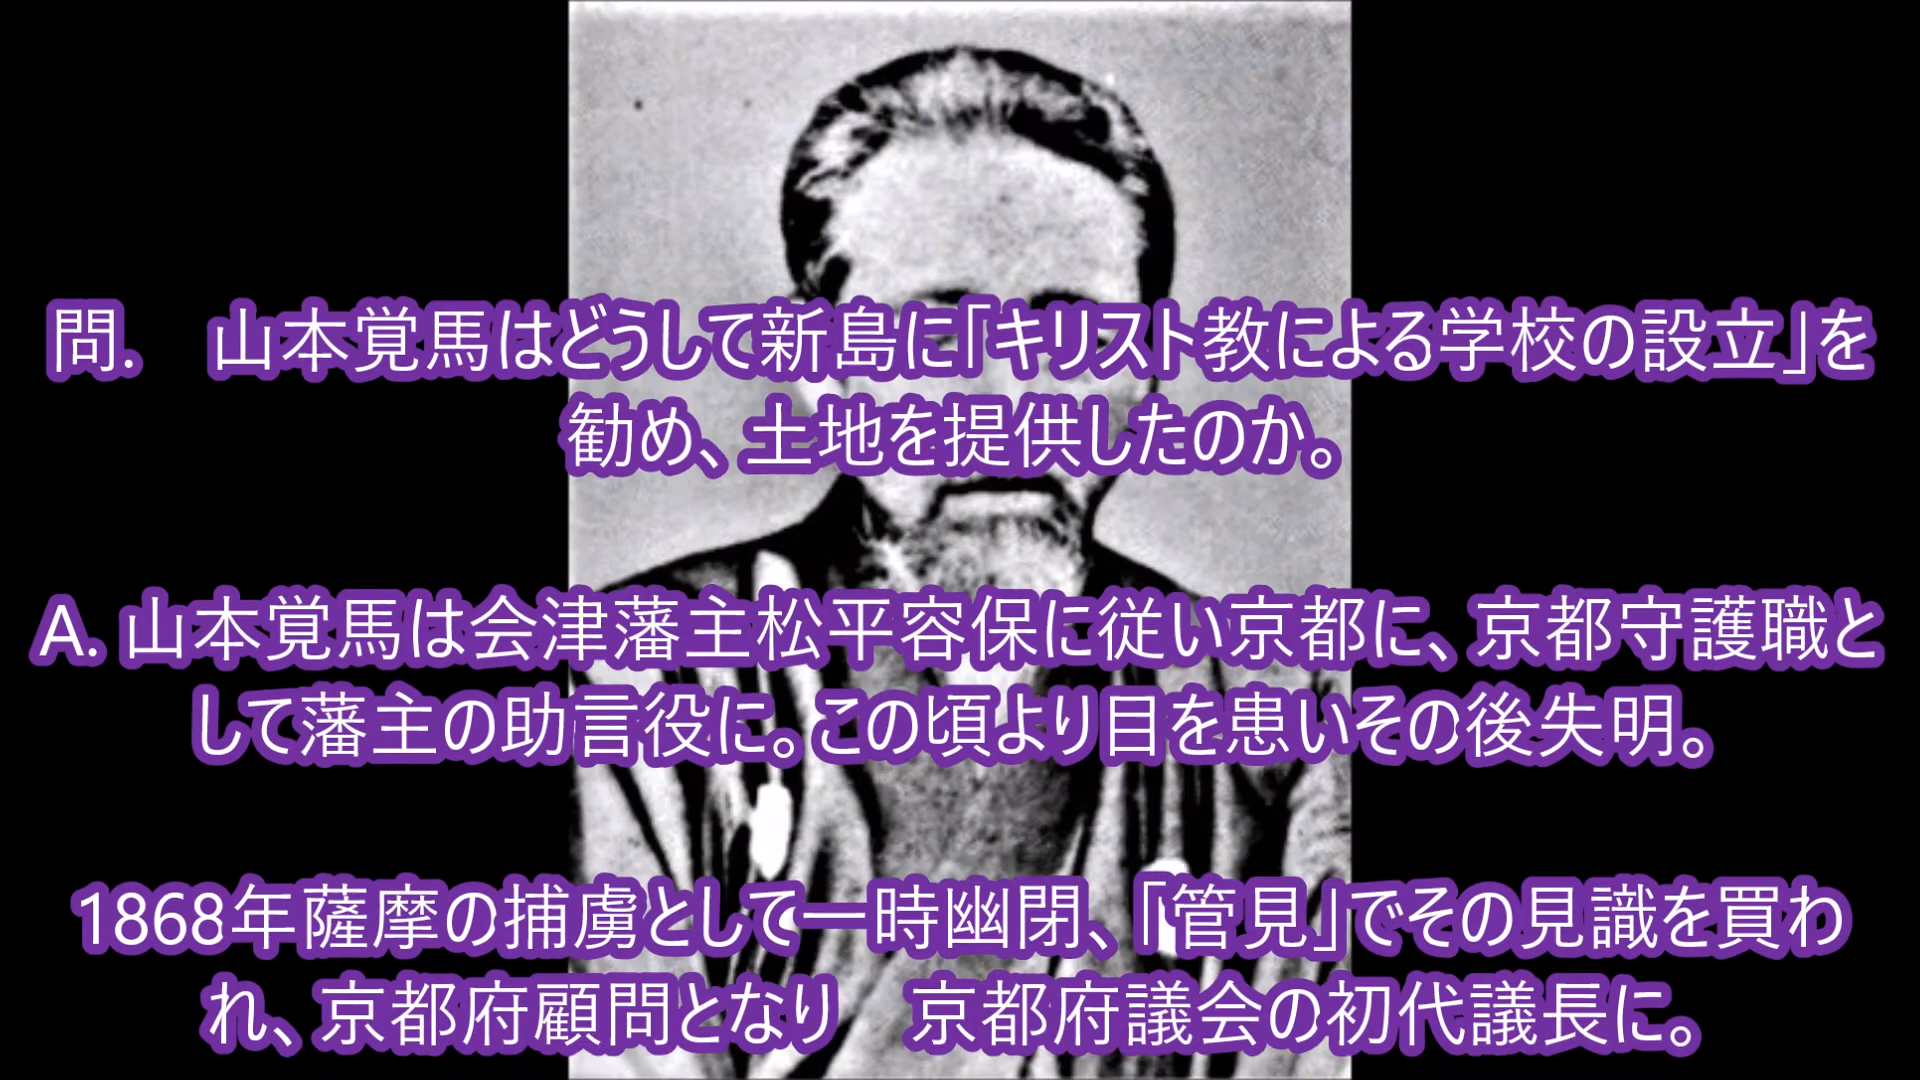 問.　山本覚馬はどうして新島に「キリスト教による学校の設立」を
勧め、土地を提供したのか。
A. 山本覚馬は会津藩主松平容保に従い京都に、京都守護職と
して藩主の助言役に。この頃より目を患いその後失明。
1868年薩摩の捕虜として一時幽閉、「管見」でその見識を買わ
れ、京都府顧問となり　京都府議会の初代議長に。